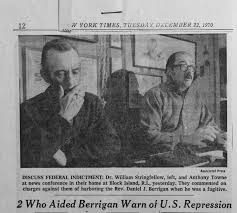 12
NEW YORK TIMES, TUESDAY, DECEMBER 22, 1970
Associated Press
DISCUSS FEDERAL INDICTMENT: Dr. William Stringfellow, left, and Anthony Towne
at news conference in their home at Block Island, R.I., yesterday. They commented on
charges against them of harboring the Rev. Daniel J. Berrigan when he was a fugitive.
2 Who Aided Berrigan Warn of U.S. Repression